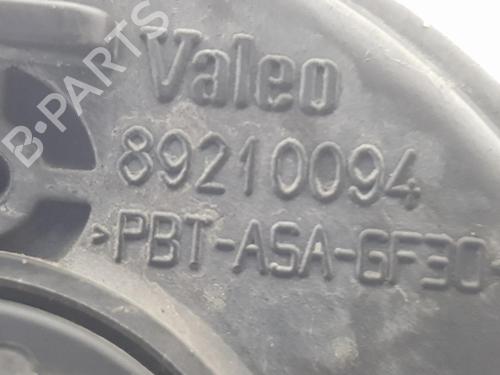 Valeo
89210094
>PBT-ASA-GF30<
B-PARTS